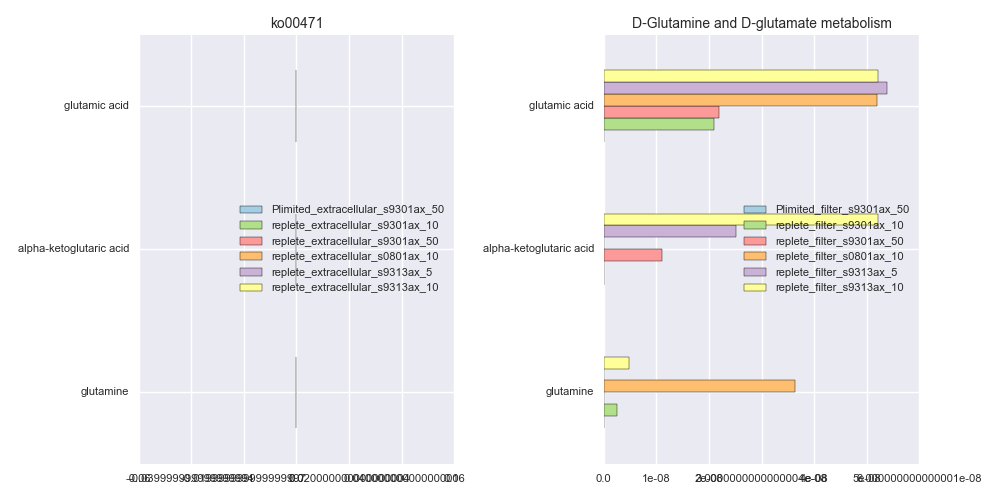 ko00471
glutamic acid
alpha-ketoglutaric acid
glutamine
Plimited_extracellular_s9301ax_50
replete_extracellular_s9301ax_10
replete_extracellular_s9301ax_50
replete_extracellular_s0801ax_10
replete_extracellular_s9313ax_5
replete_extracellular_s9313ax_10
D-Glutamine and D-glutamate metabolism
glutamic acid
alpha-ketoglutaric acid
glutamine
Plimited_filter_s9301ax_50
replete_filter_s9301ax_10
replete_filter_s9301ax_50
replete_filter_s0801ax_10
replete_filter_s9313ax_5
replete_filter_s9313ax_10
0.0 1e-08